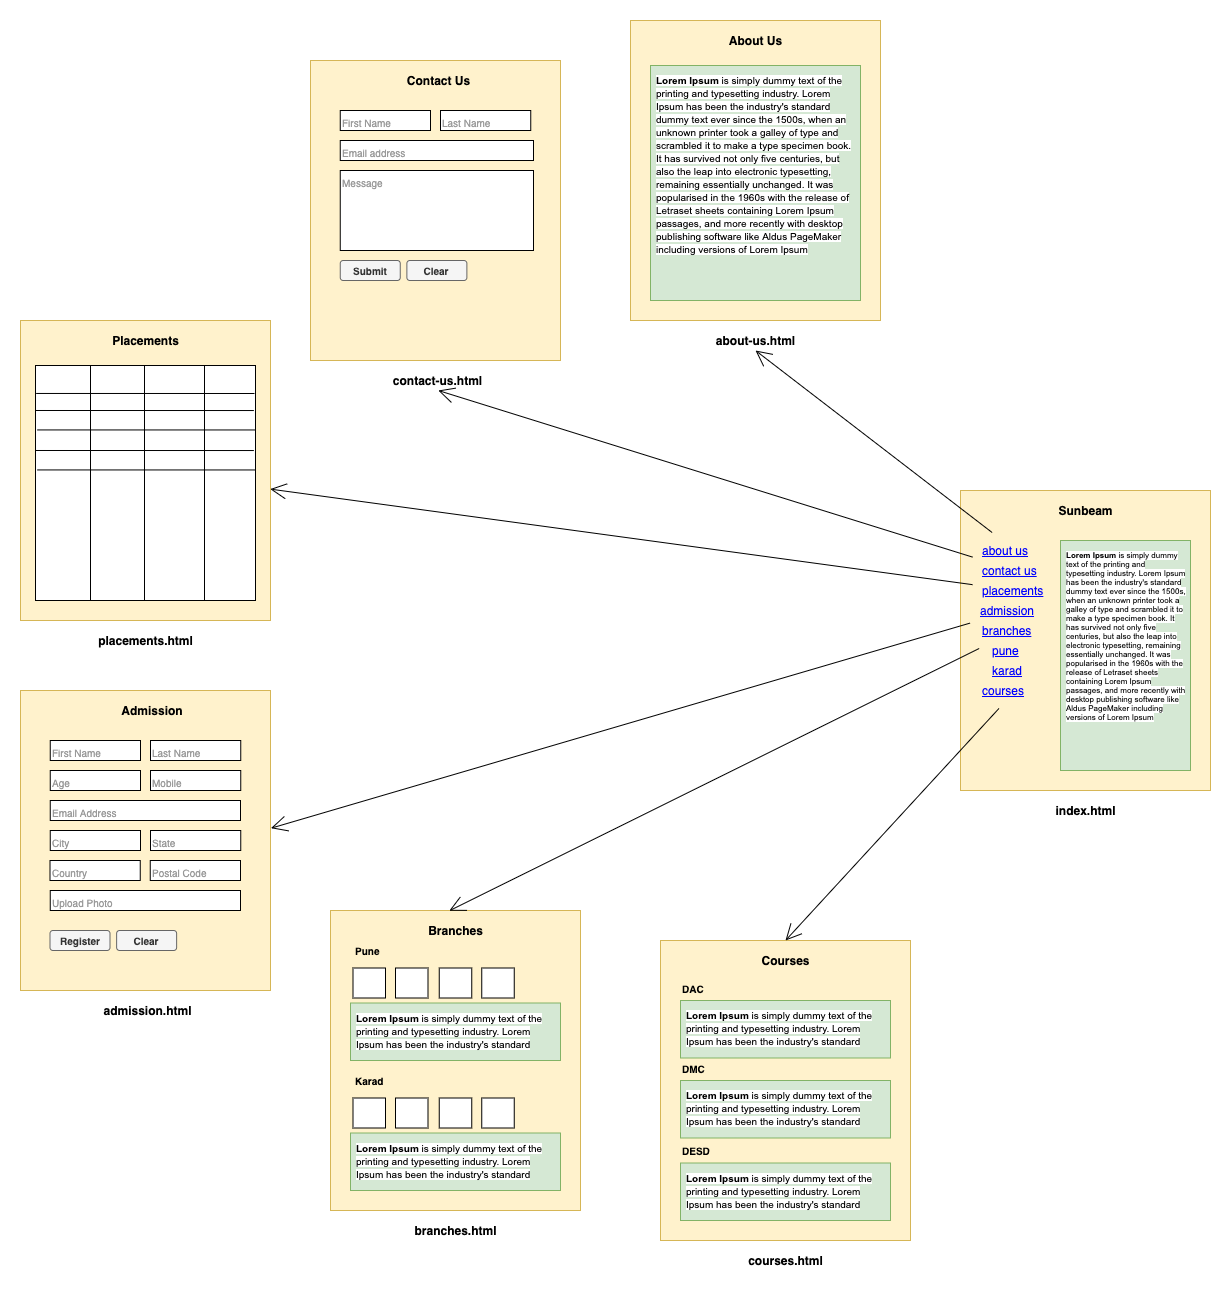 About Us
Lorem Ipsum is simply dummy text of the
printing and typesetting industry. Lorem
Ipsum has been the industry's standard
dummy text ever since the 1500s, when an
unknown printer took a galley of type and
scrambled it to make a type specimen book.
It has survived not only five centuries, but
also the leap into electronic typesetting,
remaining essentially unchanged. It was
popularised in the 1960s with the release of
Letraset sheets containing Lorem Ipsum
passages, and more recently with desktop
publishing software like Aldus PageMaker
including versions of Lorem Ipsum
about-us.html
Contact Us
First Name
Last Name
Email address
Message
Submit
Clear
contact-us.html
Placements
placements.html
Sunbeam
about us
contact us
placements
admission
branches
pune
karad
courses
Lorem Ipsum is simply dummy
text of the printing and
typesetting industry. Lorem Ipsum
has been the industry's standard
dummy text ever since the 1500s,
when an unknown printer took a
galley of type and scrambled it to
make a type specimen book. It
has survived not only five
centuries, but also the leap into
electronic typesetting, remaining
essentially unchanged. It was
popularised in the 1960s with the
release of Letraset sheets
containing Lorem Ipsum
passages, and more recently with
desktop publishing software like
Aldus PageMaker including
versions of Lorem Ipsum
index.html
Admission
First Name
Last Name
Age
Mobile
Email Address
City
State
Country
Postal Code
Upload Photo
Register
Clear
admission.html
Branches
Pune
Lorem Ipsum is simply dummy text of the
printing and typesetting industry. Lorem
Ipsum has been the industry's standard
Karad
Lorem Ipsum is simply dummy text of the
printing and typesetting industry. Lorem
Ipsum has been the industry's standard
branches.html
Courses
DAC
Lorem Ipsum is simply dummy text of the
printing and typesetting industry. Lorem
Ipsum has been the industry's standard
DMC
Lorem Ipsum is simply dummy text of the
printing and typesetting industry. Lorem
Ipsum has been the industry's standard
DESD
Lorem Ipsum is simply dummy text of the
printing and typesetting industry. Lorem
Ipsum has been the industry's standard
courses.html